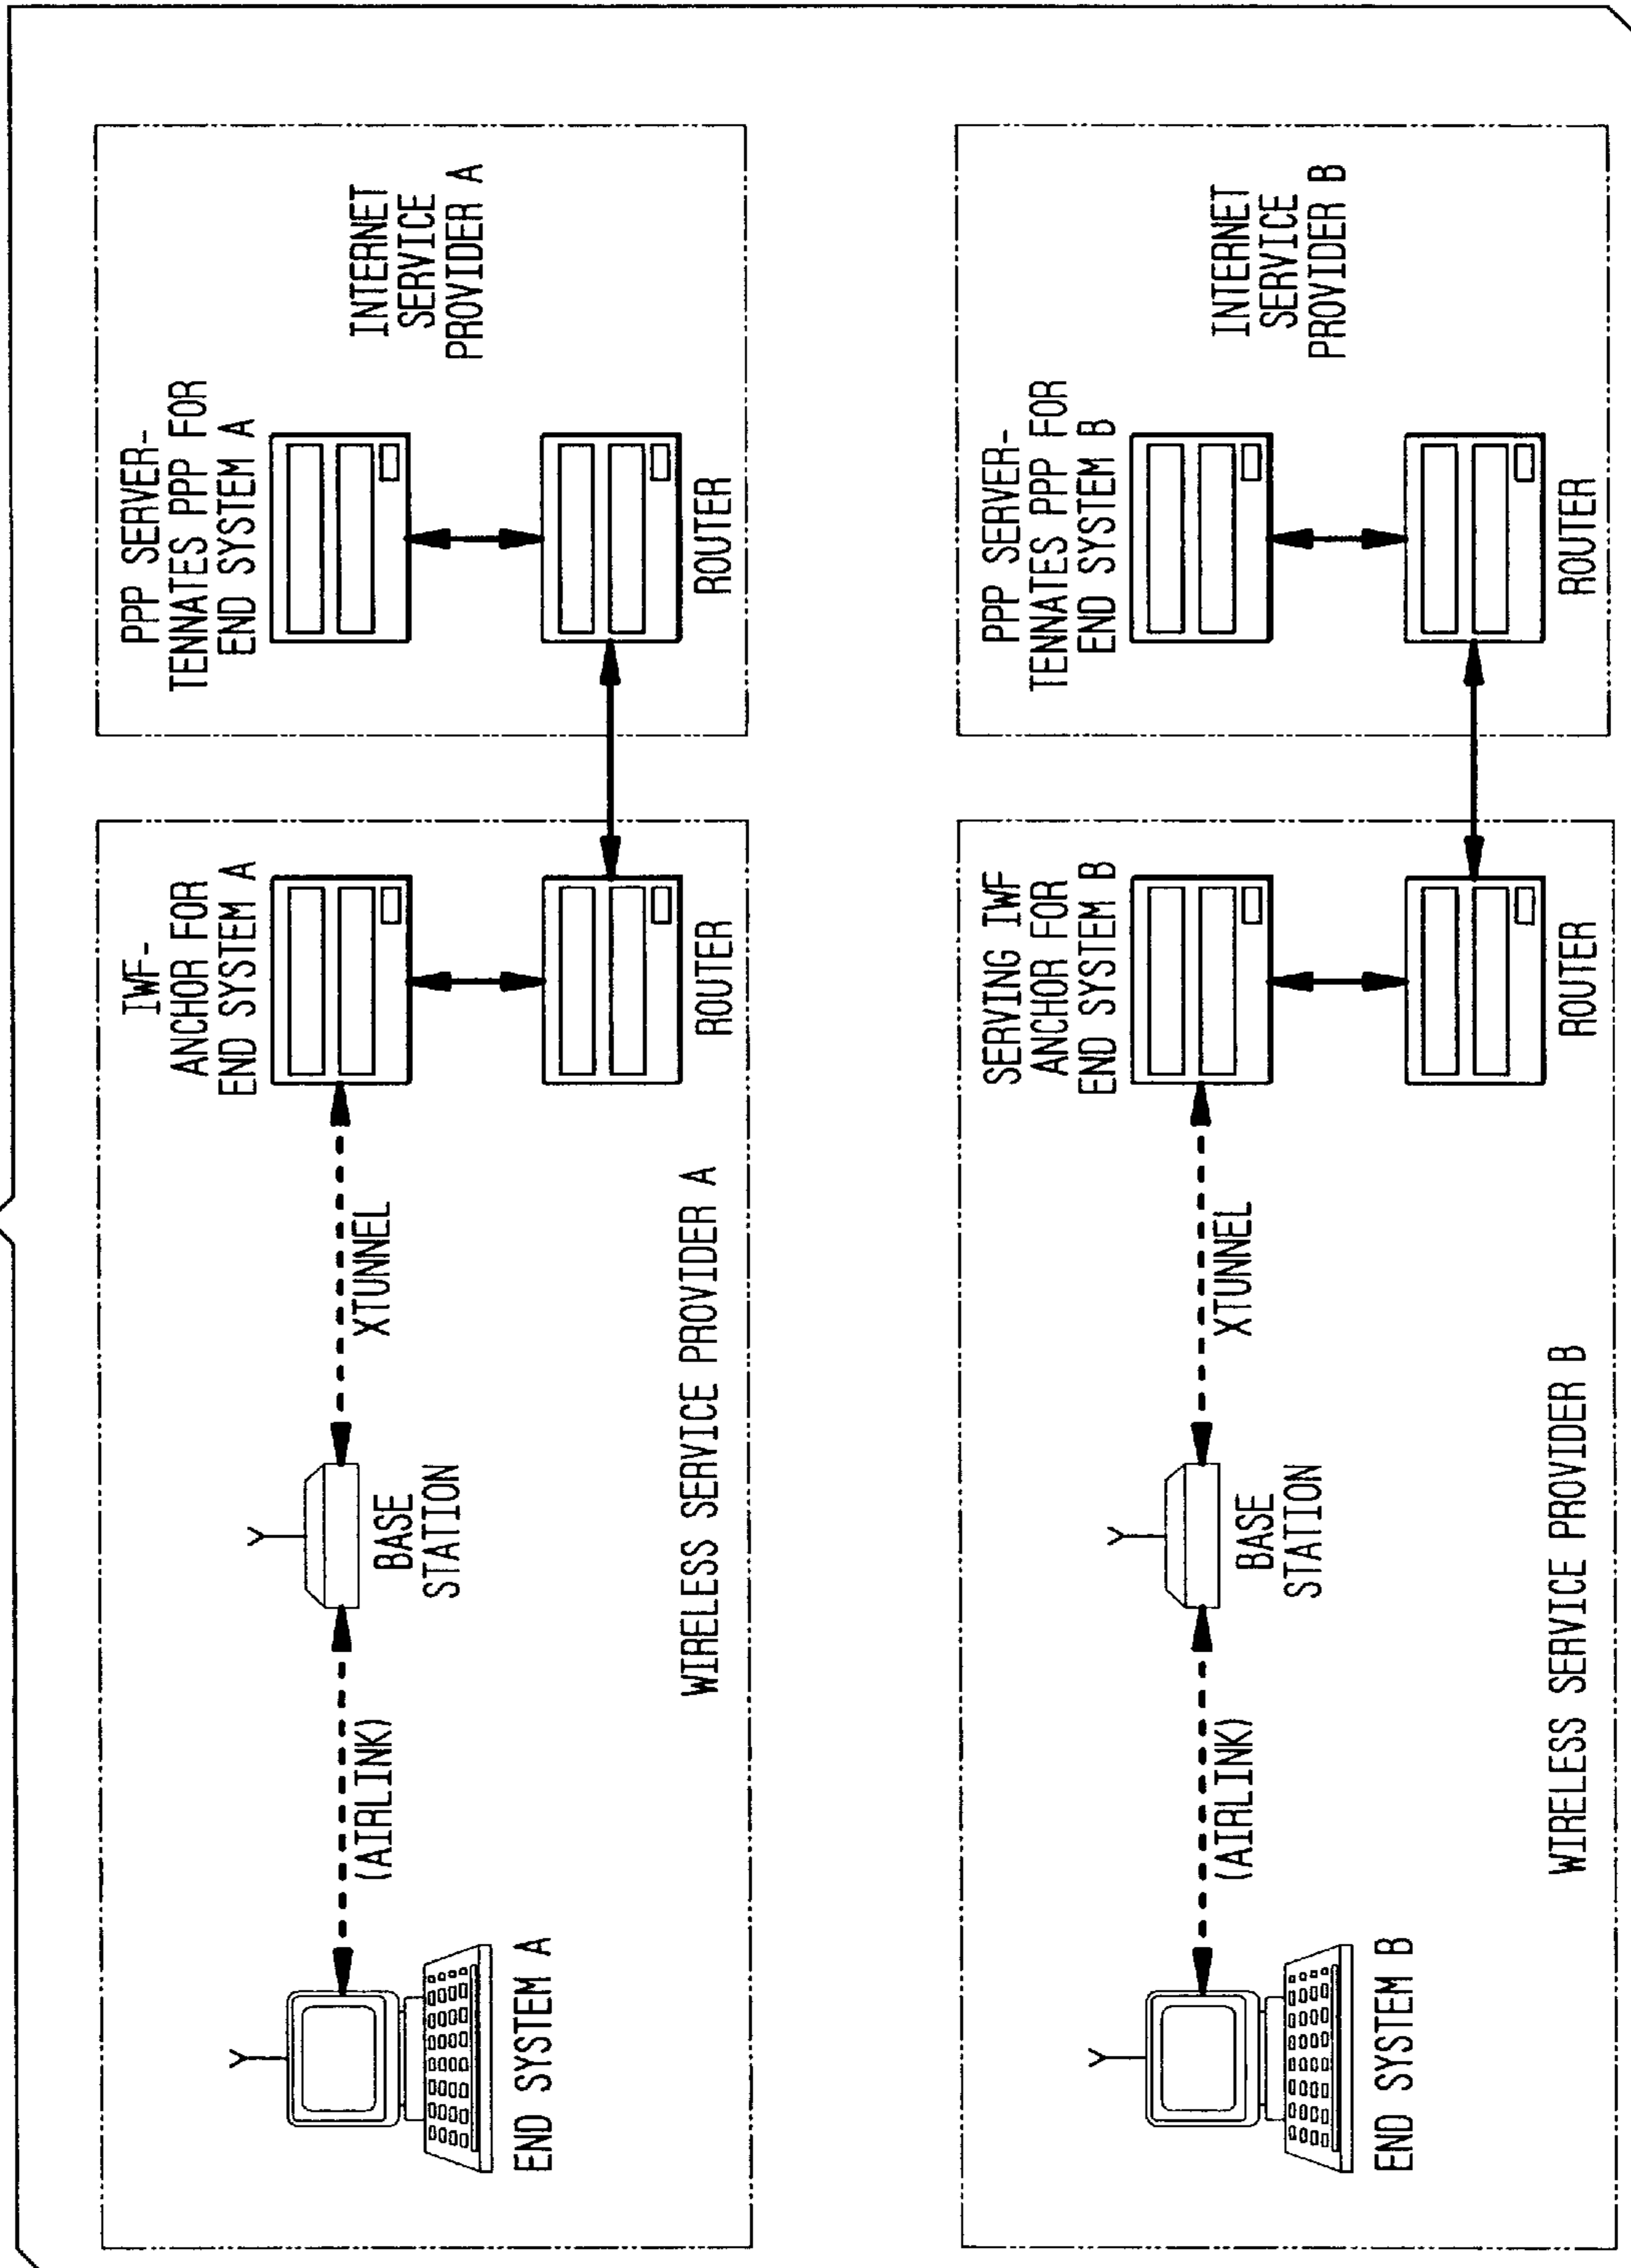 END SYSTEM A
(AIRLINK)
BASE
STATION
XTUNNEL
IWF-
ANCHOR FOR
END SYSTEM A
ROUTER
WIRELESS SERVICE PROVIDER A
PPP SERVER-
TENNATES PPP FOR
END SYSTEM A
ROUTER
INTERNET
SERVICE
PROVIDER A
END SYSTEM B
(AIRLINK)
BASE
STATION
XTUNNEL
SERVING IWF
ANCHOR FOR
END SYSTEM B
ROUTER
WIRELESS SERVICE PROVIDER B
PPP SERVER-
TENNATES PPP FOR
END SYSTEM B
ROUTER
INTERNET
SERVICE
PROVIDER B